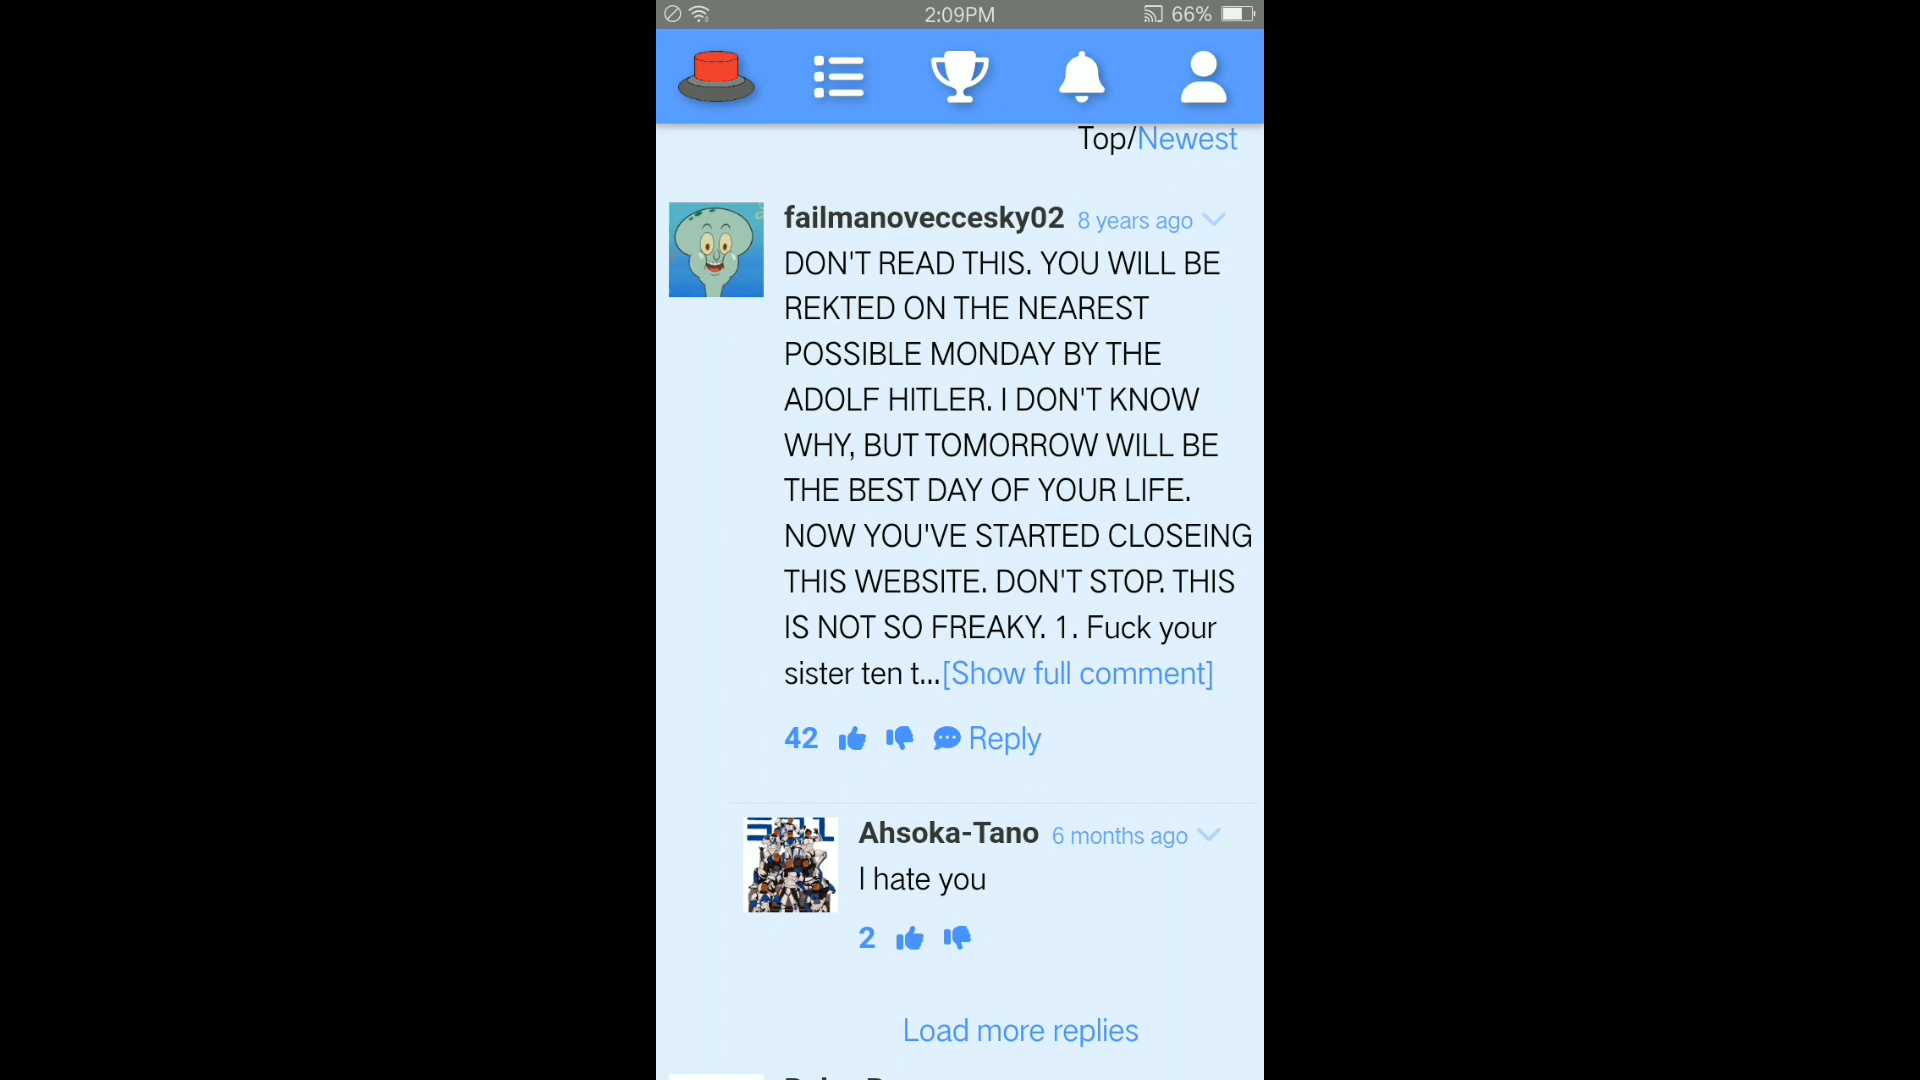 2:09PM
66%
Top/Newest
failmanoveccesky02 8 years ago
DON'T READ THIS. YOU WILL BE
REKTED ON THE NEAREST
POSSIBLE MONDAY BY THE
ADOLF HITLER. I DON'T KNOW
WHY, BUT TOMORROW WILL BE
THE BEST DAY OF YOUR LIFE.
NOW YOU'VE STARTED CLOSEING
THIS WEBSITE. DON'T STOP. THIS
IS NOT SO FREAKY. 1. Fuck your
sister ten t...[Show full comment]
42 Reply
501
Ahsoka-Tano 6 months ago
I hate you
2
Load more replies